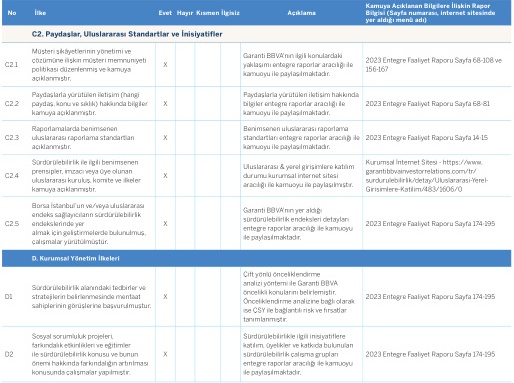 No İlke Evet Hayır Kısmen İlgisiz Açıklama Kamuya Açıklanan Bilgilere İlişkin Rapor
Bilgisi (Sayfa numarası, internet sitesinde
yer aldığı menü adı)
C2. Paydaşlar, Uluslararası Standartlar ve İnisiyatifler
C2.1
Müşteri şikâyetlerinin yönetimi ve
çözümüne ilişkin müşteri memnuniyeti
politikası düzenlenmiş ve kamuya
açıklanmıştır.
X
Garanti BBVA'nın ilgili konulardaki
yaklaşımı entegre raporlar aracılığı ile
kamuoyu ile paylaşılmaktadır.
2023 Entegre Faaliyet Raporu Sayfa 68-108 ve
156-167
C2.2
Paydaşlarla yürütülen iletişim (hangi
paydaş, konu ve sıklık) hakkında bilgiler
kamuya açıklanmıştır.
X
Paydaşlarla yürütülen iletişim hakkında
bilgiler entegre raporlar aracılığı ile
kamuoyu ile paylaşılmaktadır.
2023 Entegre Faaliyet Raporu Sayfa 68-81
C2.3
Raporlamalarda benimsenen
uluslararası raporlama standartları
açıklanmıştır.
X
Benimsenen uluslararası raporlama
standartları entegre raporlar aracılığı ile
kamuoyu ile paylaşılmaktadır.
2023 Entegre Faaliyet Raporu Sayfa 14-15
C2.4
Sürdürülebilirlik ile ilgili benimsenen
prensipler, imzacı veya üye olunan
uluslararası kuruluş, komite ve ilkeler
kamuya açıklanmıştır.
X
Uluslararası & yerel girişimlere katılım
durumu kurumsal internet sitesi
aracılığı ile kamuoyu ile paylaşılmıştır.
Kurumsal İnternet Sitesi - https://www.
garantibbvainvestorrelations.com/tr/
surdurulebilirlik/detay/Uluslararasi-Yerel-
Girisimlere-Katilim/483/1606/0
C2.5
Borsa İstanbul'un ve/veya uluslararası
endeks sağlayıcıların sürdürülebilirlik
endekslerinde yer
almak için geliştirmelerde bulunulmuş,
çalışmalar yürütülmüştür.
X
Garanti BBVA'nın yer aldığı
sürdürülebilirlik endeksleri detayları
entegre raporlar aracılığı ile kamuoyu
ile paylaşılmaktadır.
2023 Entegre Faaliyet Raporu Sayfa 174-195
D. Kurumsal Yönetim İlkeleri
D1
Sürdürülebilirlik alanındaki tedbirler ve
stratejilerin belirlenmesinde menfaat
sahiplerinin görüşlerine başvurulmuştur.
X
Çift yönlü önceliklendirme
analizi yöntemi ile Garanti BBVA
öncelikli konularını belirlemiştir.
Önceliklendirme analizine bağlı olarak
ise ÇSY ile bağlantılı risk ve fırsatlar
tanımlanmıştır.
2023 Entegre Faaliyet Raporu Sayfa 174-195
D2
Sosyal sorumluluk projeleri,
farkındalık etkinlikleri ve eğitimler
ile sürdürülebilirlik konusu ve bunun
önemi hakkında farkındalığın artırılması
konusunda çalışmalar yapılmıştır.
X
Sürdürülebilirlikle ilgili inisiyatiflere
katılım, üyelikler ve katkıda bulunulan
sürdürülebilirlik çalışma grupları
entegre raporlar aracılığı ile kamuoyu
ile paylaşılmaktadır.
2023 Entegre Faaliyet Raporu Sayfa 174-195